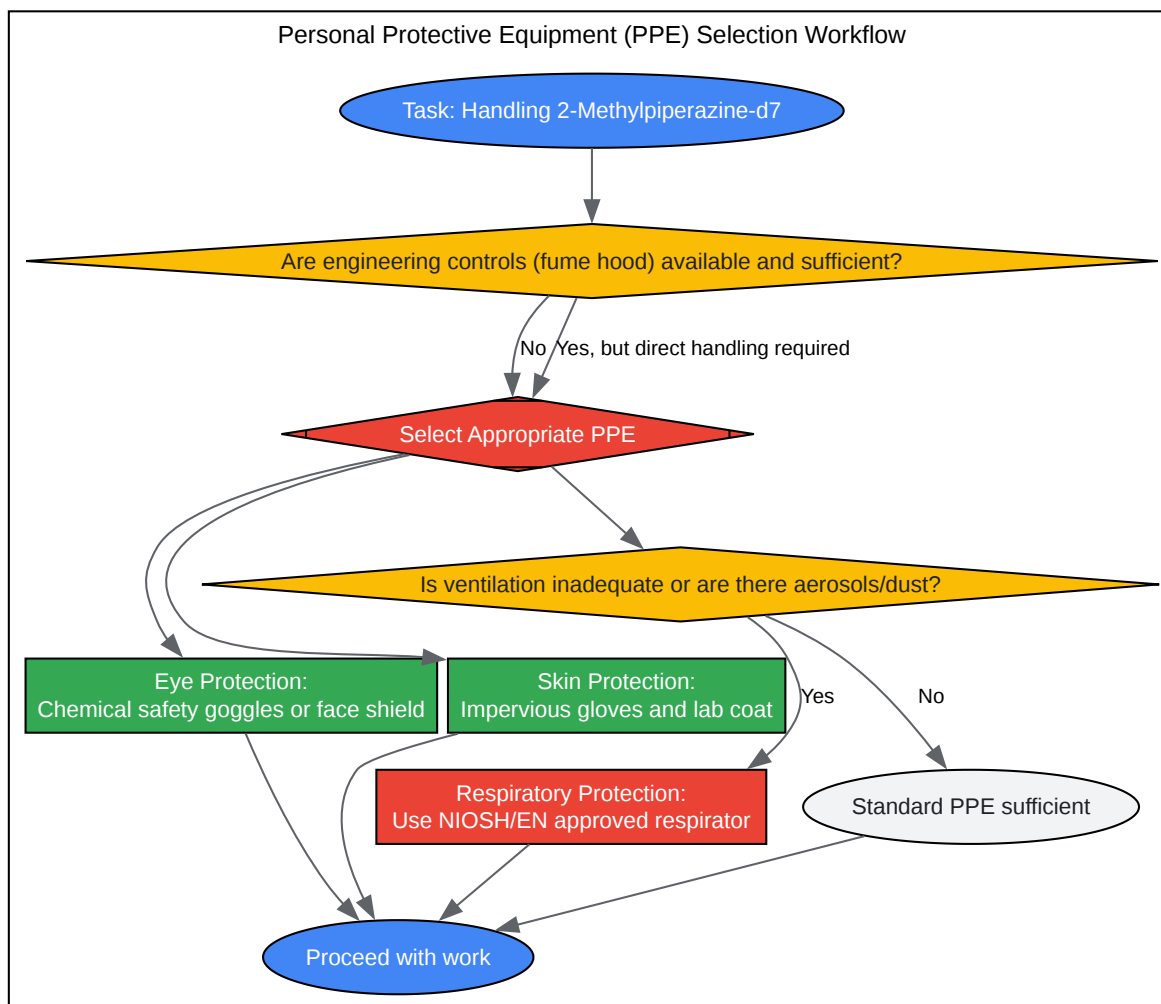 Personal Protective Equipment (PPE) Selection Workflow
Task: Handling 2-Methylpiperazine-d7
Are engineering controls (fume hood) available and sufficient?
No
Yes, but direct handling required
Select Appropriate PPE
Is ventilation inadequate or are there aerosols/dust?
Eye Protection:
Chemical safety goggles or face shield
Skin Protection:
Impervious gloves and lab coat
Yes
No
Respiratory Protection:
Use NIOSH/EN approved respirator
Standard PPE sufficient
Proceed with work